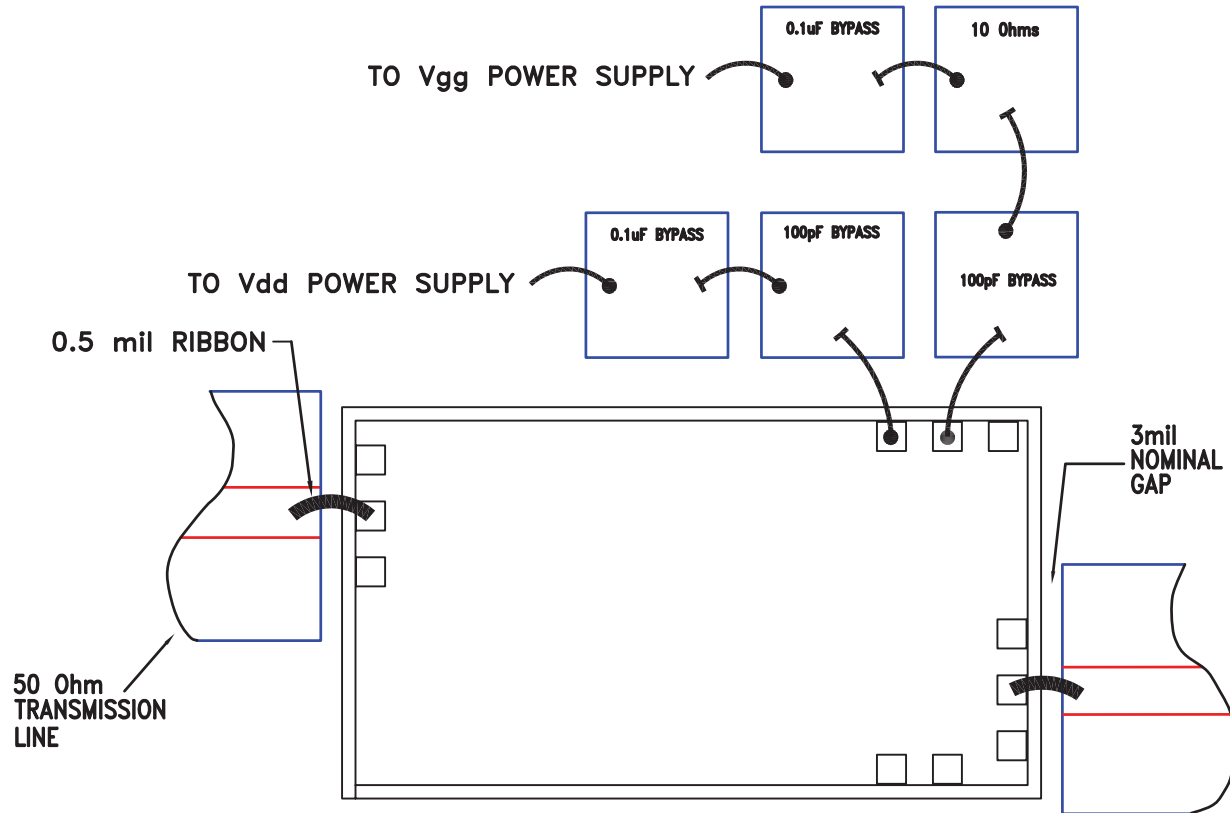 0.1uF BYPASS
10 Ohms
TO Vgg POWER SUPPLY
0.1uF BYPASS
100pF BYPASS
100pF BYPASS
TO Vdd POWER SUPPLY
0.5 mil RIBBON
3mil
NOMINAL
GAP
50 Ohm
TRANSMISSION
LINE